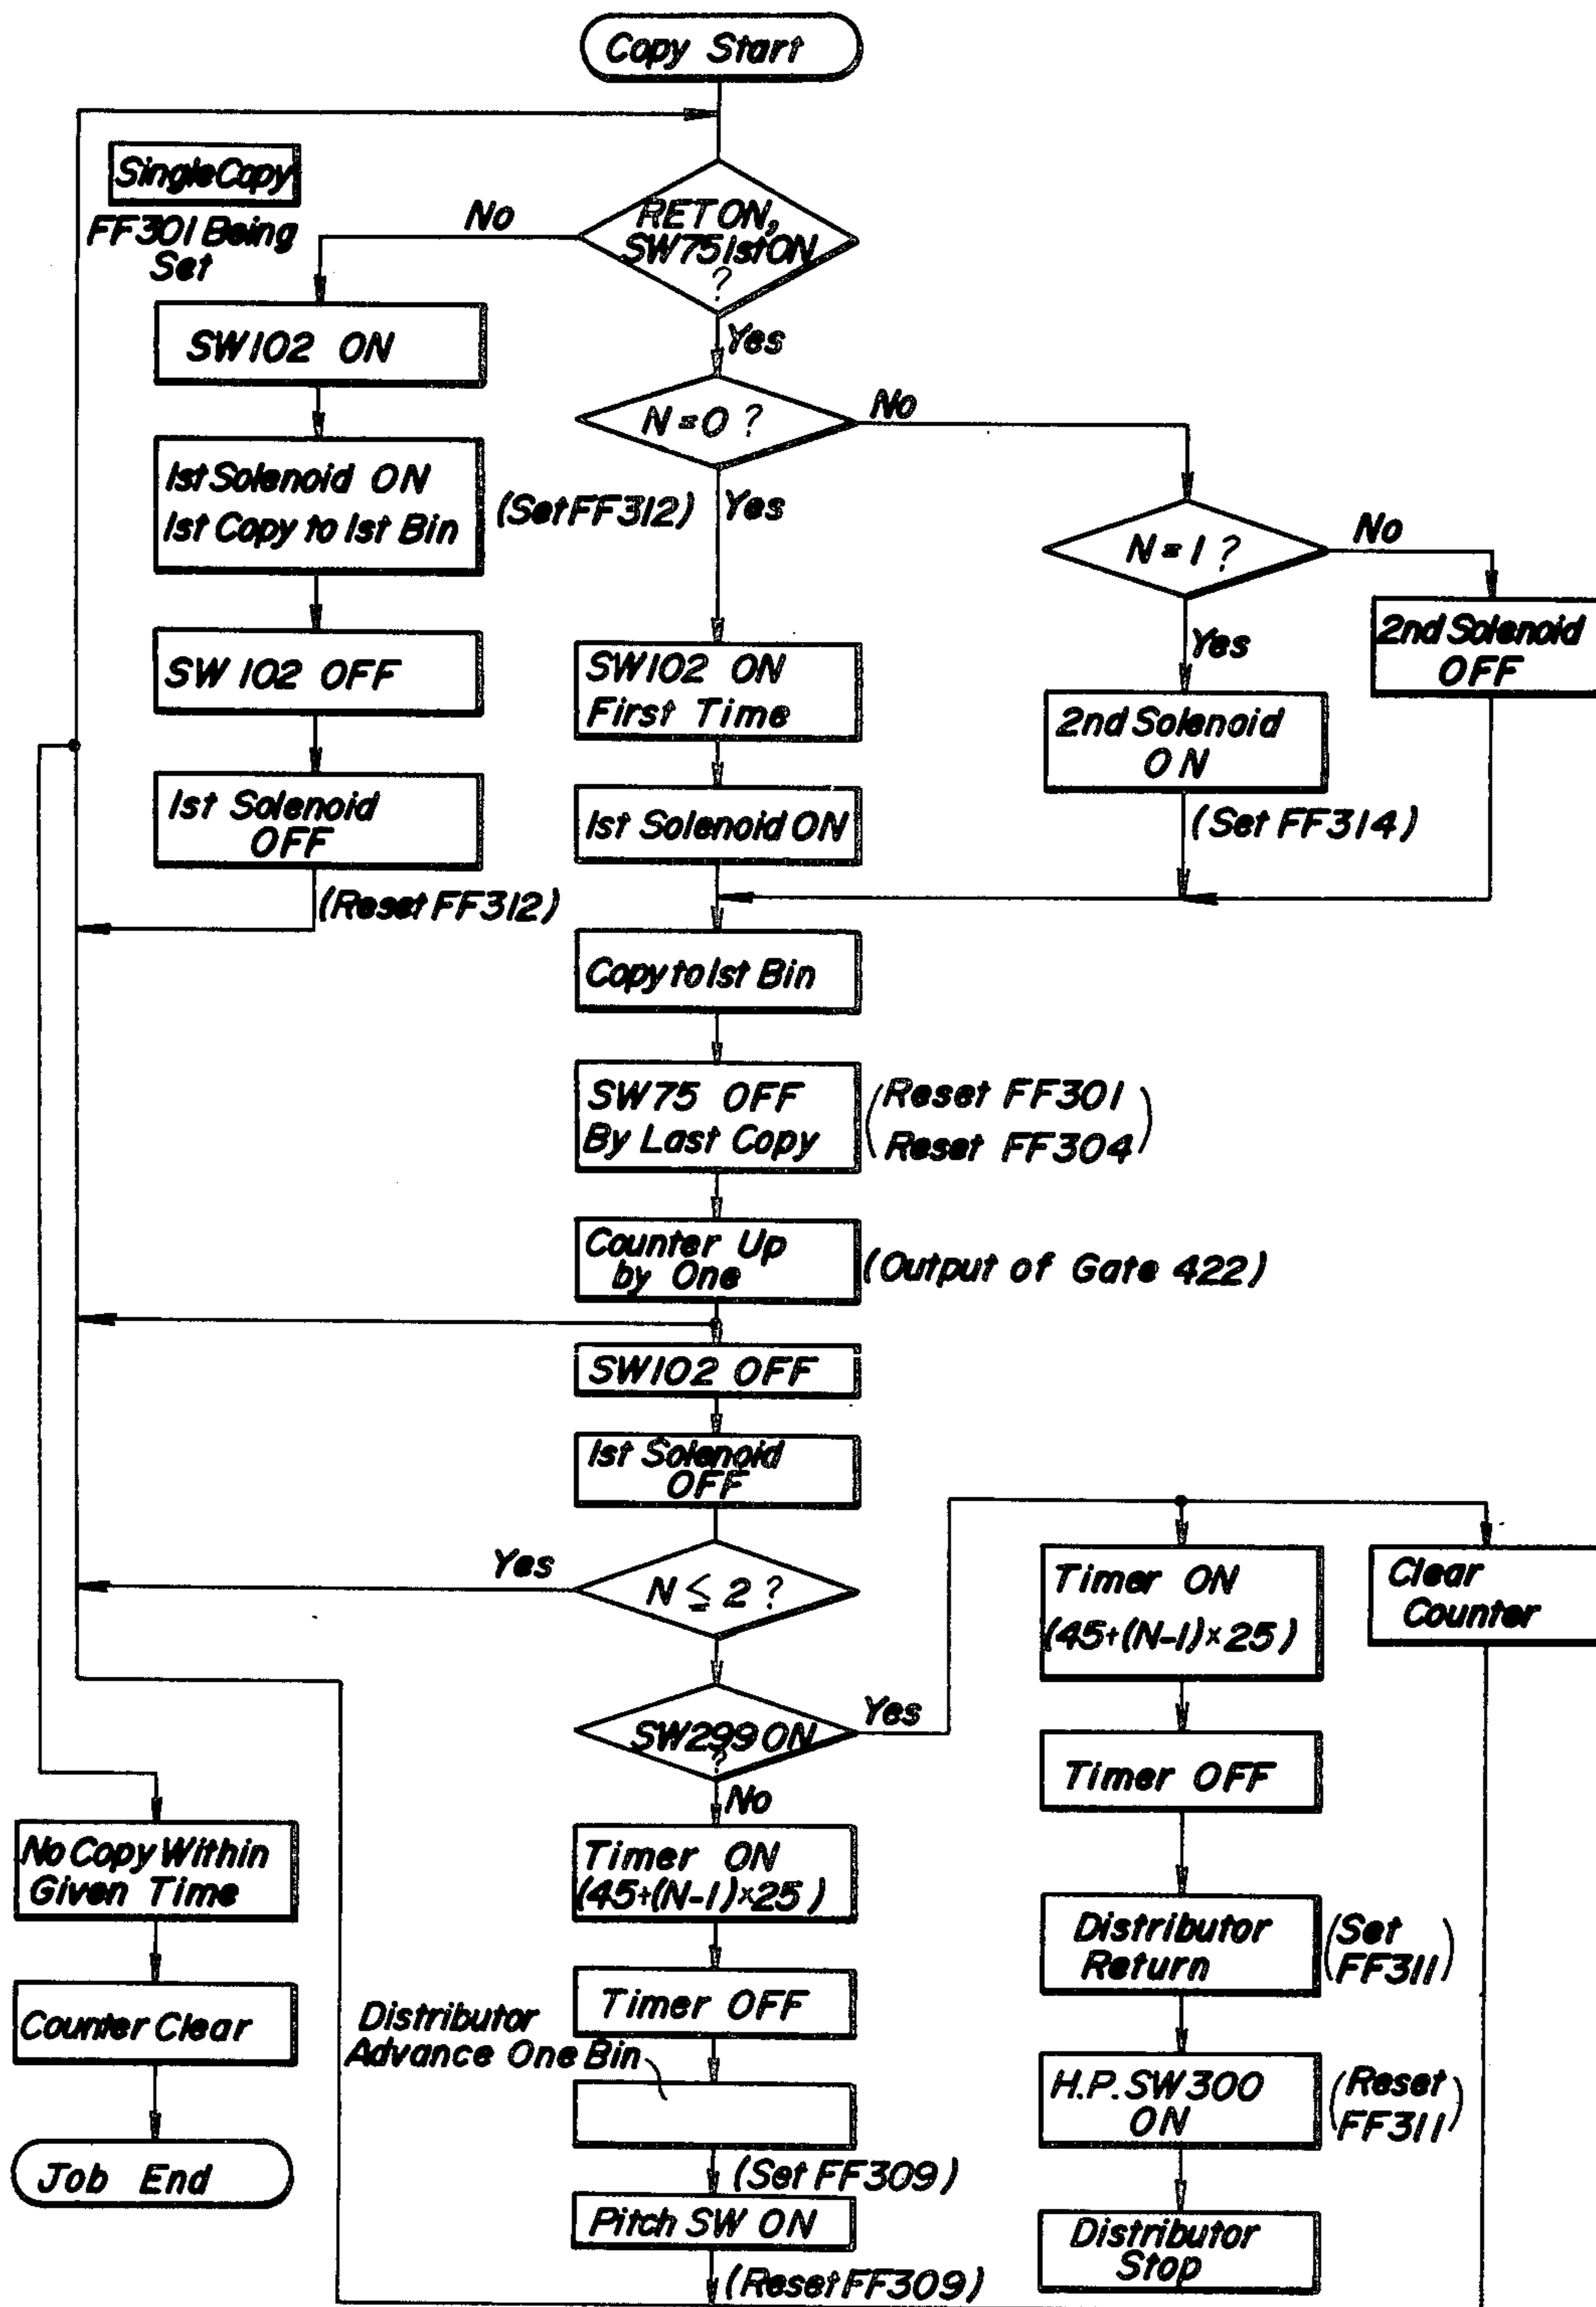 Copy Start
Single Copy
FF301 Being
Set
No
RET ON,
SW75 1st ON
?
Yes
SW102 ON
N=0 ?
No
1st Solenoid ON
1st Copy to 1st Bin
(Set FF312)
Yes
N=1 ?
No
SW 102 OFF
SW102 ON
First Time
Yes
2nd Solenoid
OFF
2nd Solenoid
ON
1st Solenoid
OFF
1st Solenoid ON
(Set FF314)
(Reset FF312)
Copy to 1st Bin
SW75 OFF
By Last Copy
(Reset FF301
Reset FF304)
Counter Up
by One
(Output of Gate 422)
SW102 OFF
1st Solenoid
OFF
Yes
N ≦ 2 ?
Timer ON
(45+(N-1)×25)
Clear
Counter
SW299 ON
?
Yes
No
Timer OFF
No Copy Within
Given Time
Timer ON
(45+(N-1)×25)
Distributor
Return
(Set
FF311)
Counter Clear
Distributor
Advance One Bin
Timer OFF
H.P. SW300
ON
(Reset
FF311)
Job End
(Set FF309)
Pitch SW ON
Distributor
Stop
(Reset FF309)